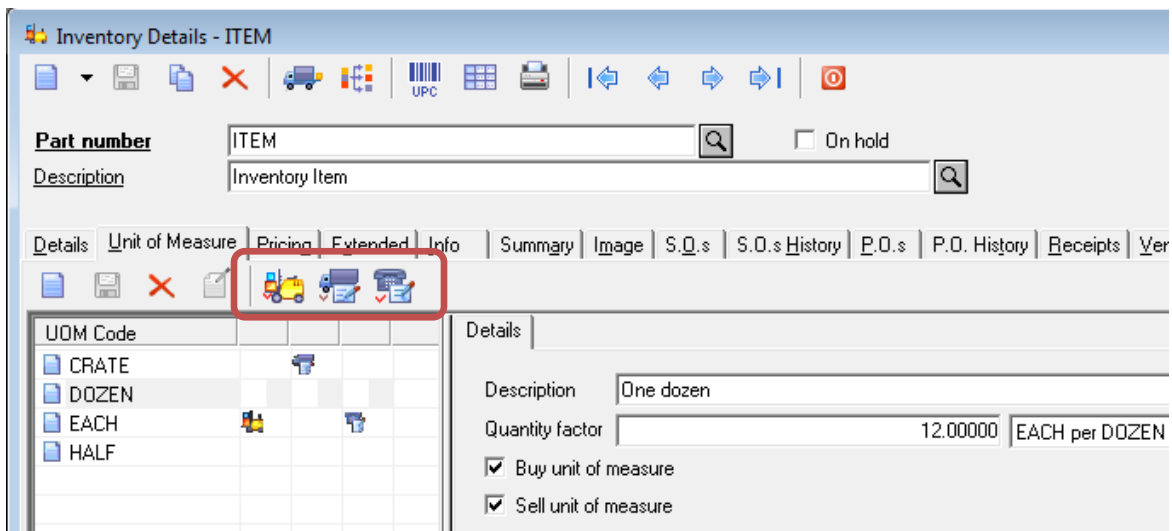 Inventory Details - ITEM
UPC
Part number ITEM On hold
Description Inventory Item
Details Unit of Measure Pricing Extended Info Summary Image S.O.s S.O.s History P.O.s P.O. History Receipts Ver
UOM Code
CRATE
DOZEN
EACH
HALF
Details
Description One dozen
Quantity factor 12.00000 EACH per DOZEN
Buy unit of measure
Sell unit of measure